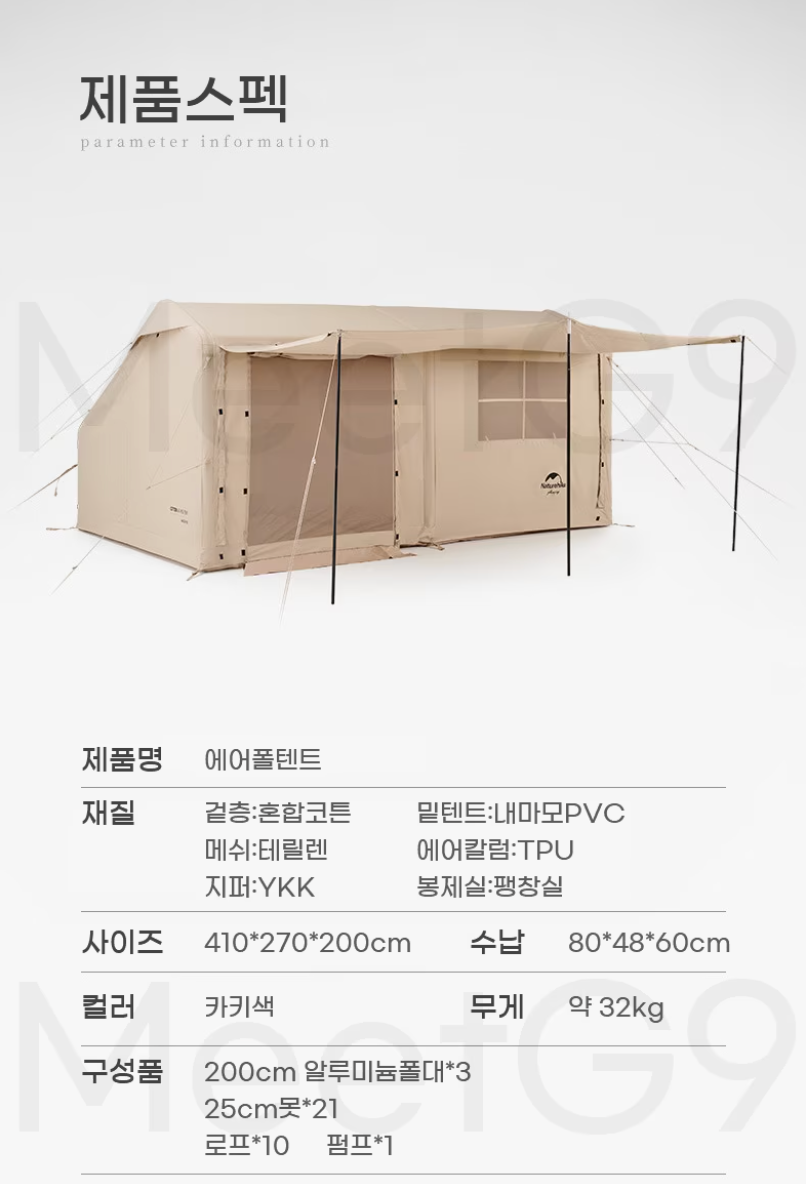 제품스펙
parameter information
MeetG9
Naturehike
제품명 에어폴텐트
재질 겉층:혼합코튼 밑텐트:내마모PVC
메쉬:테릴렌 에어칼럼:TPU
지퍼:YKK 봉제실:팽창실
사이즈 410*270*200cm 수납 80*48*60cm
컬러 카키색 무게 약 32kg
MeetG9
구성품 200cm 알루미늄폴대*3
25cm못*21
로프*10 펌프*1